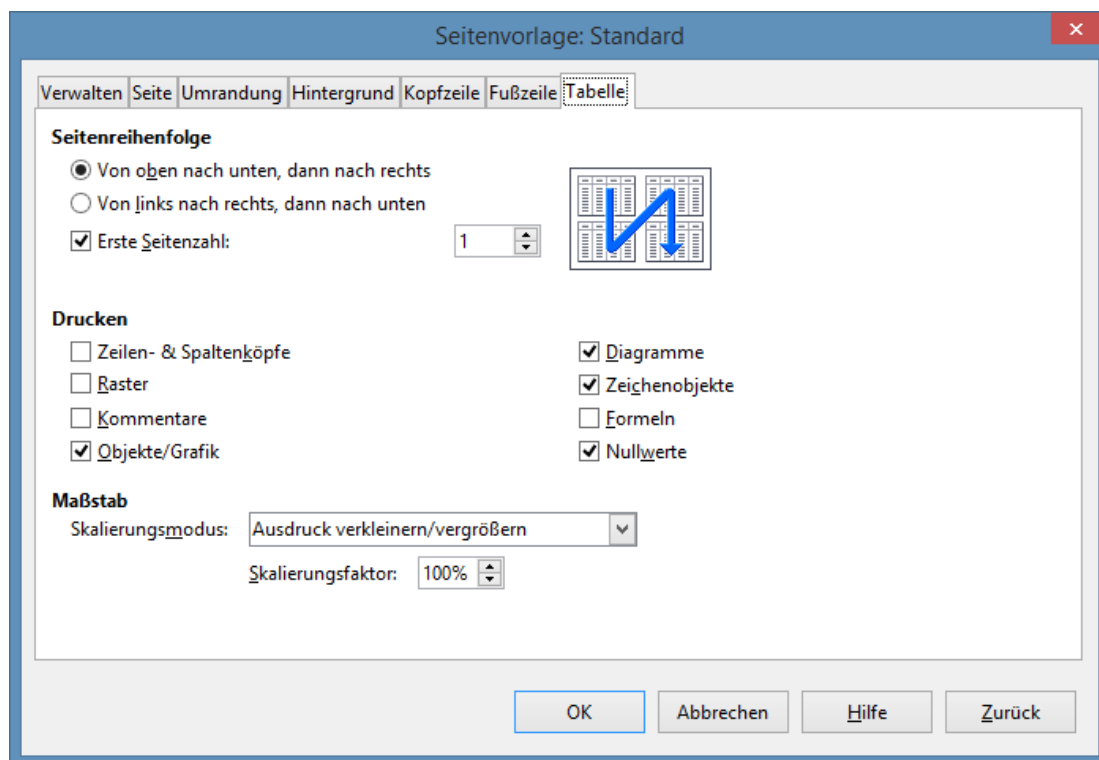 Seitenvorlage: Standard
Verwalten Seite Umrandung Hintergrund Kopfzeile Fußzeile Tabelle
Seitenreihenfolge
Von oben nach unten, dann nach rechts
Von links nach rechts, dann nach unten
Erste Seitenzahl: 1
Drucken
Zeilen- & Spaltenköpfe Diagramme
Raster Zeichenobjekte
Kommentare Formeln
Objekte/Grafik Nullwerte
Maßstab
Skalierungsmodus: Ausdruck verkleinern/vergrößern
Skalierungsfaktor: 100%
OK Abbrechen Hilfe Zurück